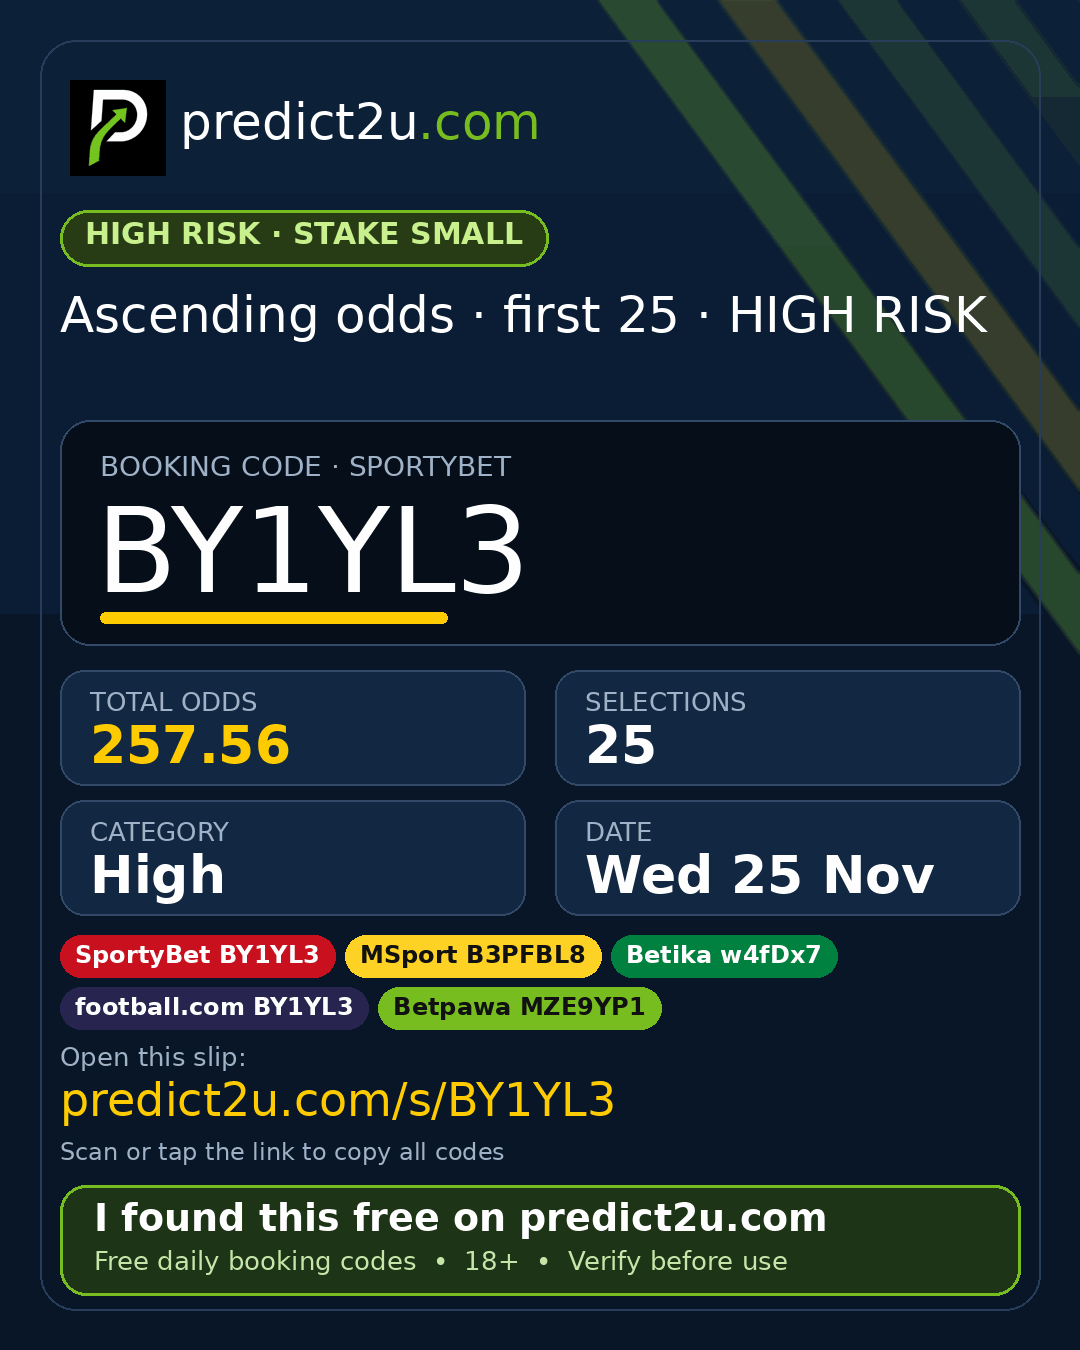 predict2u.com
HIGH RISK · STAKE SMALL
Ascending odds · first 25 · HIGH RISK
BOOKING CODE · SPORTYBET
BY1YL3
TOTAL ODDS
257.56
SELECTIONS
25
CATEGORY
High
DATE
Wed 25 Nov
SportyBet BY1YL3
MSport B3PFBL8
Betika w4fDx7
football.com BY1YL3
Betpawa MZE9YP1
Open this slip:
predict2u.com/s/BY1YL3
Scan or tap the link to copy all codes
I found this free on predict2u.com
Free daily booking codes • 18+ • Verify before use